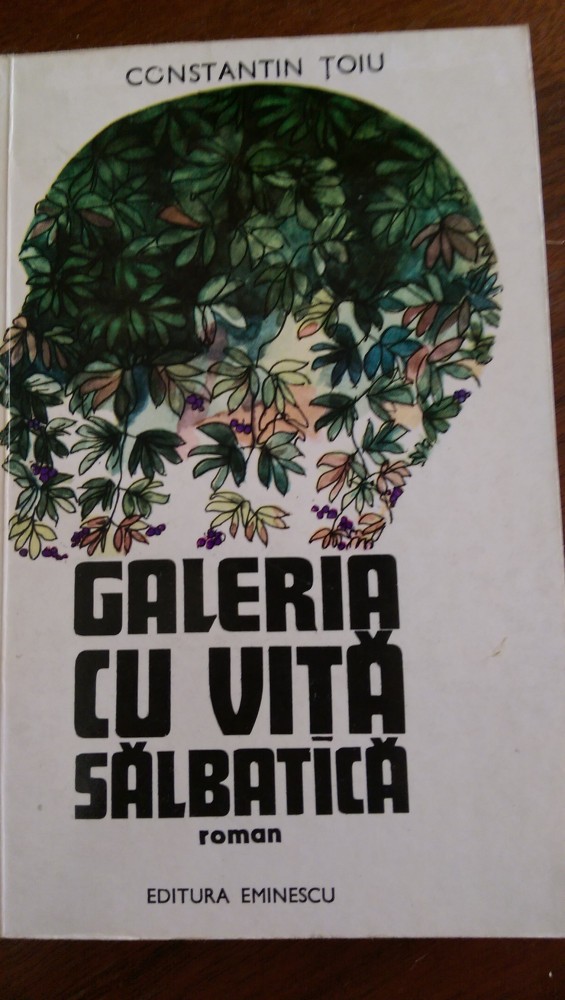 CONSTANTIN ȚOIU
GALERIA
CU VIȚĂ
SĂLBATICĂ
roman
EDITURA EMINESCU